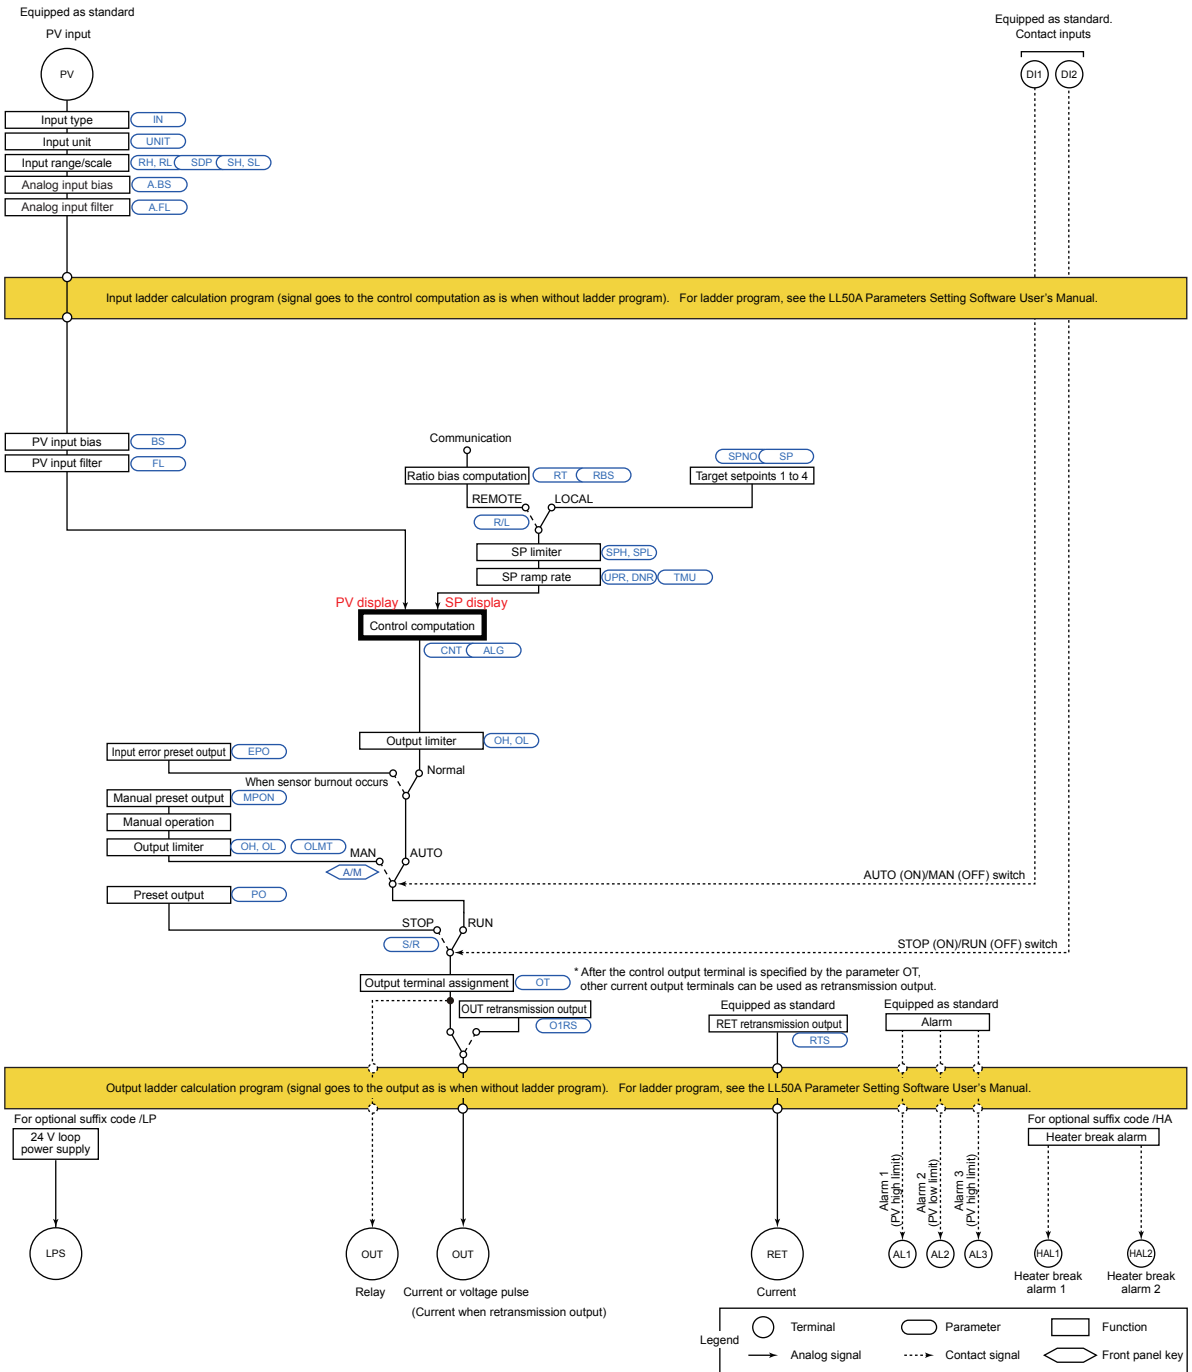 Equipped as standard
PV input
PV
Equipped as standard.
Contact inputs
DI1
DI2
Input type
IN
Input unit
UNIT
Input range/scale
RH, RL
SDP
SH, SL
Analog input bias
A.BS
Analog input filter
A.FL
Input ladder calculation program (signal goes to the control computation as is when without ladder program).   For ladder program, see the LL50A Parameters Setting Software User's Manual.
PV input bias
BS
PV input filter
FL
Communication
Ratio bias computation
RT
RBS
SPNO
SP
Target setpoints 1 to 4
REMOTE
LOCAL
R/L
SP limiter
SPH, SPL
SP ramp rate
UPR, DNR
TMU
PV display
SP display
Control computation
CNT
ALG
Output limiter
OH, OL
Input error preset output
EPO
Normal
When sensor burnout occurs
Manual preset output
MPON
Manual operation
Output limiter
OH, OL
OLMT
MAN
AUTO
A/M
AUTO (ON)/MAN (OFF) switch
Preset output
PO
STOP
RUN
S/R
STOP (ON)/RUN (OFF) switch
Output terminal assignment
OT
* After the control output terminal is specified by the parameter OT,
other current output terminals can be used as retransmission output.
OUT retransmission output
O1RS
Equipped as standard
RET retransmission output
RTS
Equipped as standard
Alarm
Output ladder calculation program (signal goes to the output as is when without ladder program).   For ladder program, see the LL50A Parameter Setting Software User's Manual.
For optional suffix code /LP
24 V loop
power supply
For optional suffix code /HA
Heater break alarm
Alarm 1
(PV high limit)
Alarm 2
(PV low limit)
Alarm 3
(PV high limit)
LPS
OUT
OUT
RET
AL1
AL2
AL3
HAL1
HAL2
Relay
Current or voltage pulse
(Current when retransmission output)
Current
Heater break
alarm 1
Heater break
alarm 2
Legend
Terminal
Parameter
Function
Analog signal
Contact signal
Front panel key